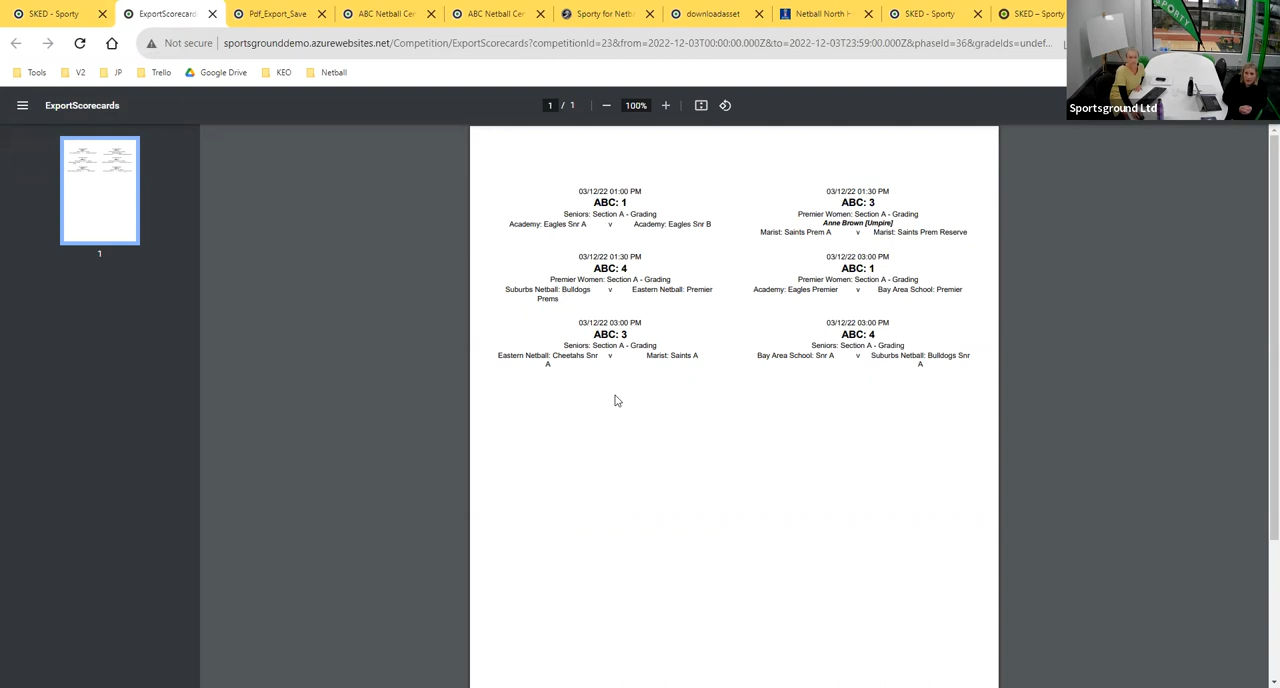 SKED - Sporty
ExportScorecard
Pdf_Export_Save
ABC Netball Cen
ABC Netball Cen
Sporty for Netb
downloadasset
Netball North H
SKED - Sporty
SKED – Sporty
Not secure
sportsgrounddemo.azurewebsites.net/Competition/ExportScorecards?competitionId=23&from=2022-12-03T00:00:00.000Z&to=2022-12-03T23:59:00.000Z&phaseId=36&gradeIds=undef...
Tools
V2
JP
Trello
Google Drive
KEO
Netball
SPORTY
Sportsground Ltd
ExportScorecards
1 / 1
100%
1
03/12/22 01:00 PM
ABC: 1
Seniors: Section A - Grading
Academy: Eagles Snr A v Academy: Eagles Snr B
03/12/22 01:30 PM
ABC: 3
Premier Women: Section A - Grading
Anne Brown [Umpire]
Marist: Saints Prem A v Marist: Saints Prem Reserve
03/12/22 01:30 PM
ABC: 4
Premier Women: Section A - Grading
Suburbs Netball: Bulldogs v Eastern Netball: Premier
Prems
03/12/22 03:00 PM
ABC: 1
Premier Women: Section A - Grading
Academy: Eagles Premier v Bay Area School: Premier
03/12/22 03:00 PM
ABC: 3
Seniors: Section A - Grading
Eastern Netball: Cheetahs Snr v Marist: Saints A
A
03/12/22 03:00 PM
ABC: 4
Seniors: Section A - Grading
Bay Area School: Snr A v Suburbs Netball: Bulldogs Snr
A